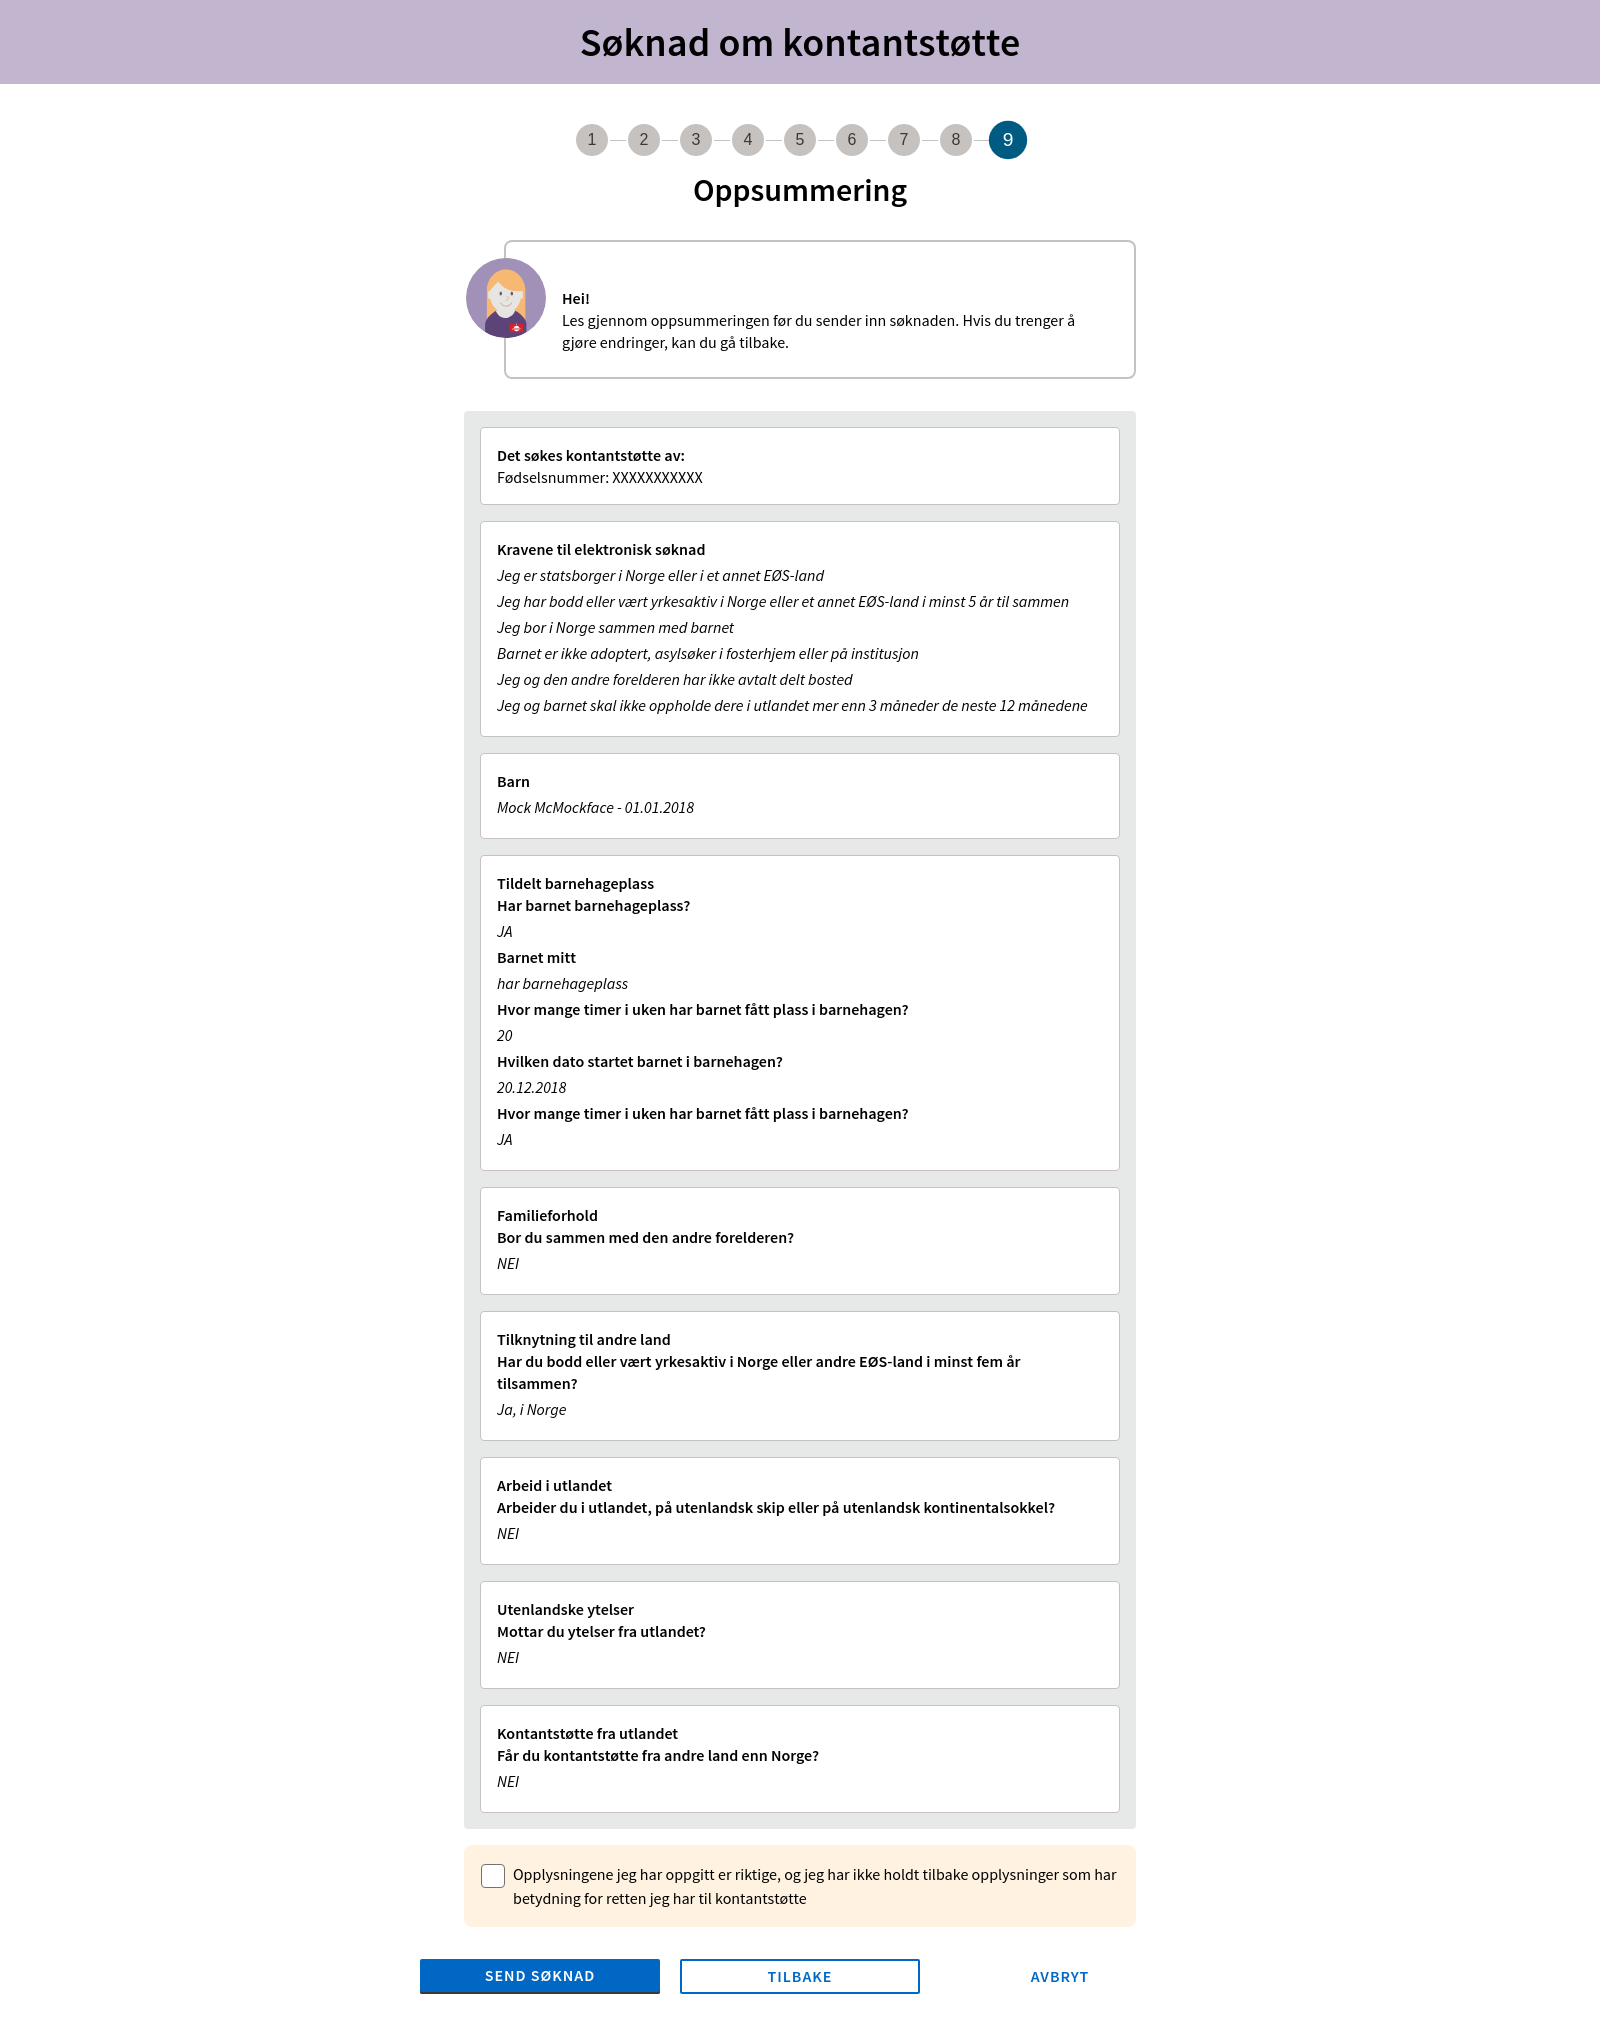 Søknad om kontantstøtte
1 2 3 4 5 6 7 8 9
Oppsummering
Hei!
Les gjennom oppsummeringen før du sender inn søknaden. Hvis du trenger å
gjøre endringer, kan du gå tilbake.
Det søkes kontantstøtte av:
Fødselsnummer: XXXXXXXXXXX
Kravene til elektronisk søknad
Jeg er statsborger i Norge eller i et annet EØS-land
Jeg har bodd eller vært yrkesaktiv i Norge eller et annet EØS-land i minst 5 år til sammen
Jeg bor i Norge sammen med barnet
Barnet er ikke adoptert, asylsøker i fosterhjem eller på institusjon
Jeg og den andre forelderen har ikke avtalt delt bosted
Jeg og barnet skal ikke oppholde dere i utlandet mer enn 3 måneder de neste 12 månedene
Barn
Mock McMockface - 01.01.2018
Tildelt barnehageplass
Har barnet barnehageplass?
JA
Barnet mitt
har barnehageplass
Hvor mange timer i uken har barnet fått plass i barnehagen?
20
Hvilken dato startet barnet i barnehagen?
20.12.2018
Hvor mange timer i uken har barnet fått plass i barnehagen?
JA
Familieforhold
Bor du sammen med den andre forelderen?
NEI
Tilknytning til andre land
Har du bodd eller vært yrkesaktiv i Norge eller andre EØS-land i minst fem år
tilsammen?
Ja, i Norge
Arbeid i utlandet
Arbeider du i utlandet, på utenlandsk skip eller på utenlandsk kontinentalsokkel?
NEI
Utenlandske ytelser
Mottar du ytelser fra utlandet?
NEI
Kontantstøtte fra utlandet
Får du kontantstøtte fra andre land enn Norge?
NEI
Opplysningene jeg har oppgitt er riktige, og jeg har ikke holdt tilbake opplysninger som har
betydning for retten jeg har til kontantstøtte
SEND SØKNAD TILBAKE AVBRYT